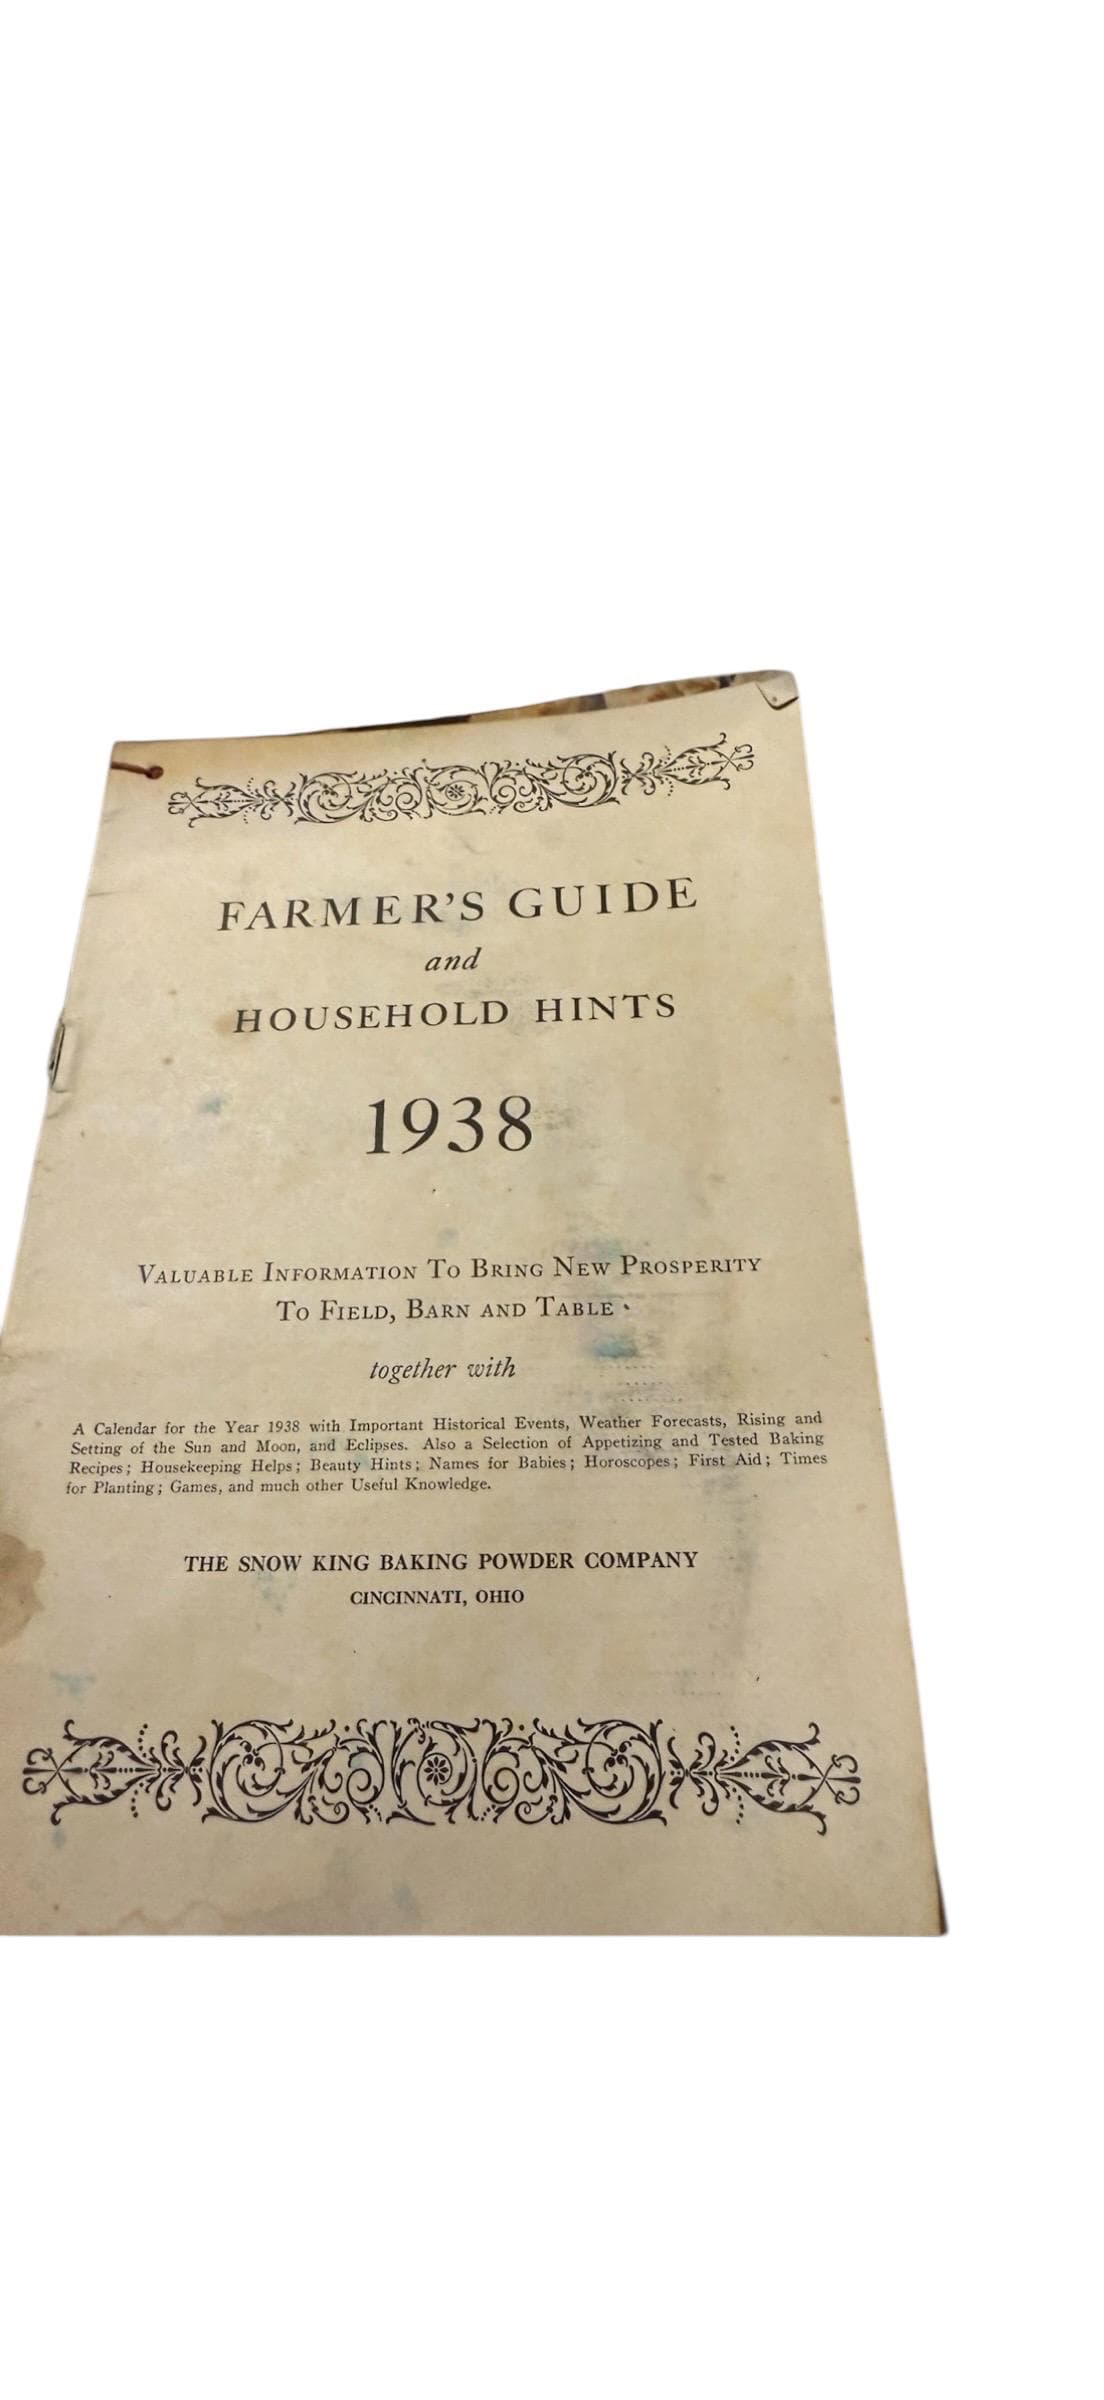 FARMER'S GUIDE
and
HOUSEHOLD HINTS
1938
VALUABLE INFORMATION TO BRING NEW PROSPERITY
TO FIELD, BARN AND TABLE
together with
A Calendar for the Year 1938 with Important Historical Events, Weather Forecasts, Rising and
Setting of the Sun and Moon, and Eclipses. Also a Selection of Appetizing and Tested Baking
Recipes; Housekeeping Helps; Beauty Hints; Names for Babies; Horoscopes; First Aid; Times
for Planting; Games, and much other Useful Knowledge.
THE SNOW KING BAKING POWDER COMPANY
CINCINNATI, OHIO